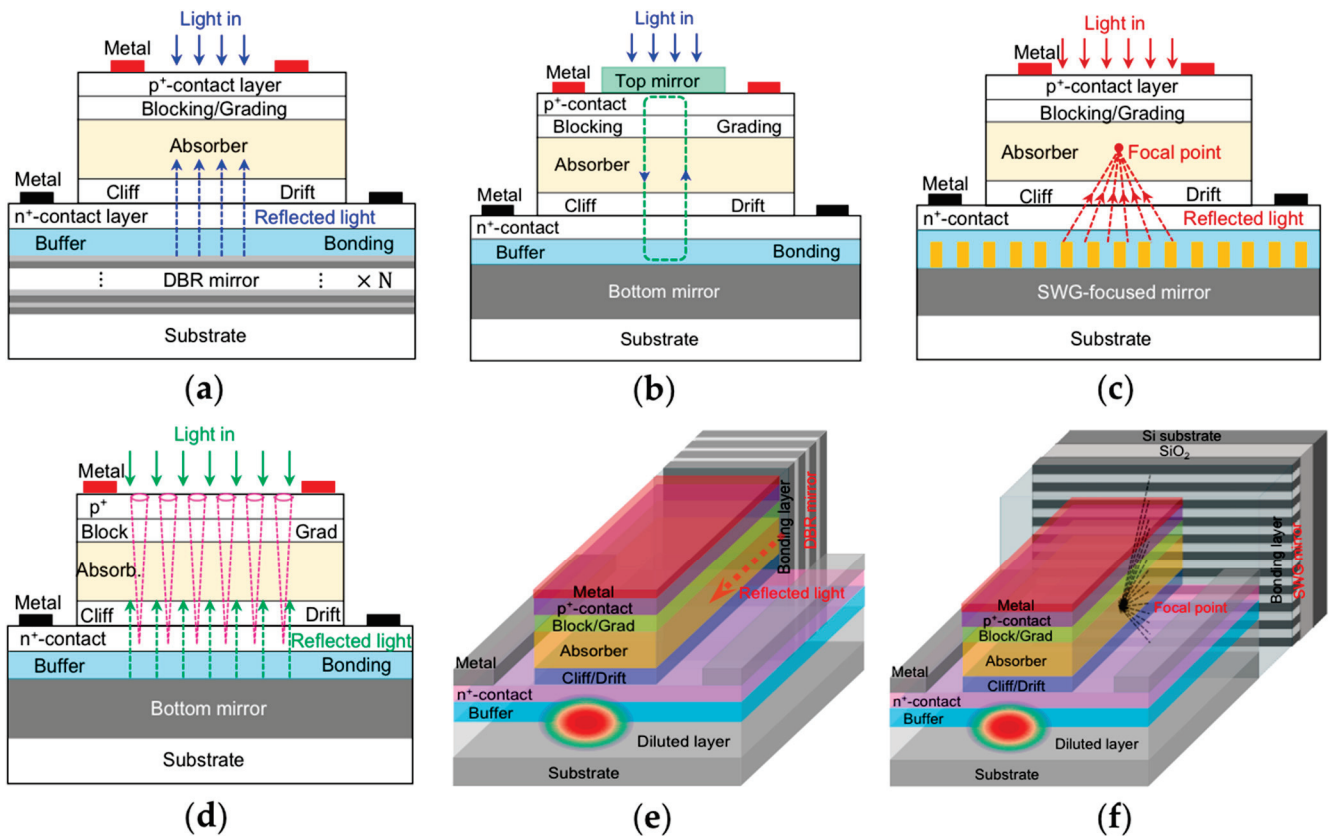 Light in
Metal
p+-contact layer
Blocking/Grading
Absorber
Metal
Cliff Drift
n+-contact layer Reflected light
Buffer Bonding
⋮ DBR mirror ⋮ × N
Substrate
(a)
Light in
Metal Top mirror
p+-contact
Blocking Grading
Absorber
Metal
Cliff Drift
n+-contact
Buffer Bonding
Bottom mirror
Substrate
(b)
Light in
Metal
p+-contact layer
Blocking/Grading
Absorber Focal point
Metal
Cliff Drift
n+-contact Reflected light
Buffer Bonding
SWG-focused mirror
Substrate
(c)
Light in
Metal
p+
Block Grad
Absorb.
Metal
Cliff Drift
n+-contact Reflected light
Buffer Bonding
Bottom mirror
Substrate
(d)
Bonding layer
DBR mirror
Reflected light
Metal
p+-contact
Block/Grad
Absorber
Metal
Cliff/Drift
n+-contact
Buffer
Diluted layer
Substrate
(e)
Si substrate
SiO2
Bonding layer
SWG mirror
Focal point
Metal
p+-contact
Block/Grad
Absorber
Metal
Cliff/Drift
n+-contact
Buffer
Diluted layer
Substrate
(f)